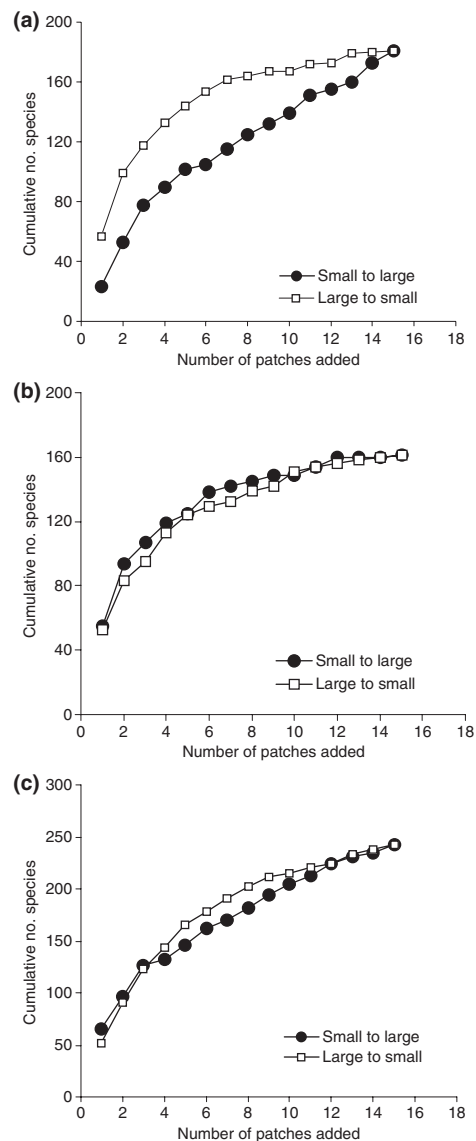 (a)
200
160
120
80
40
0
Cumulative no. species
Small to large
Large to small
0 2 4 6 8 10 12 14 16 18
Number of patches added
(b)
200
160
120
80
40
0
Cumulative no. species
Small to large
Large to small
0 2 4 6 8 10 12 14 16 18
Number of patches added
(c)
300
250
200
150
100
50
0
Cumulative no. species
Small to large
Large to small
0 2 4 6 8 10 12 14 16 18
Number of patches added